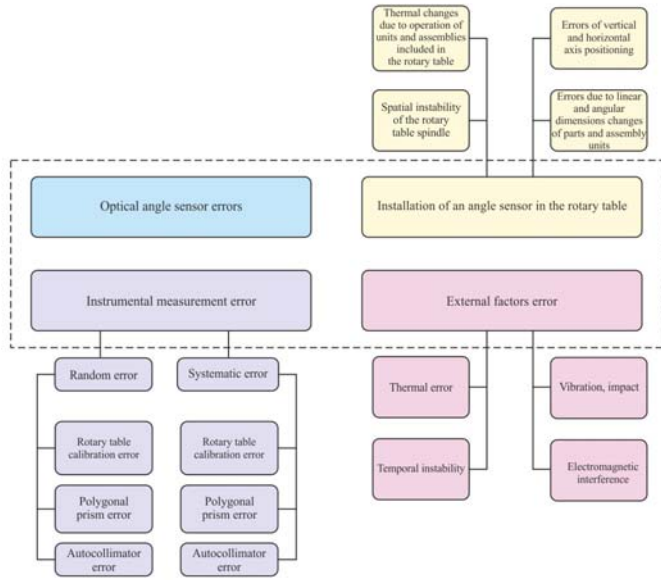 Thermal changes
due to operation of
units and assemblies
included in
the rotary table
Errors of vertical
and horizontal
axis positioning
Spatial instability
of the rotary
table spindle
Errors due to linear
and angular
dimensions changes
of parts and assembly
units
Optical angle sensor errors
Installation of an angle sensor in the rotary table
Instrumental measurement error
External factors error
Random error
Systematic error
Thermal error
Vibration, impact
Rotary table
calibration error
Rotary table
calibration error
Temporal instability
Electromagnetic
interference
Polygonal
prism error
Polygonal
prism error
Autocollimator
error
Autocollimator
error